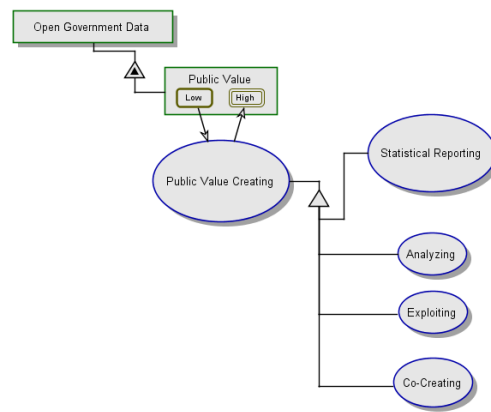 Open Government Data
Public Value
Low
High
Public Value Creating
Statistical Reporting
Analyzing
Exploiting
Co-Creating